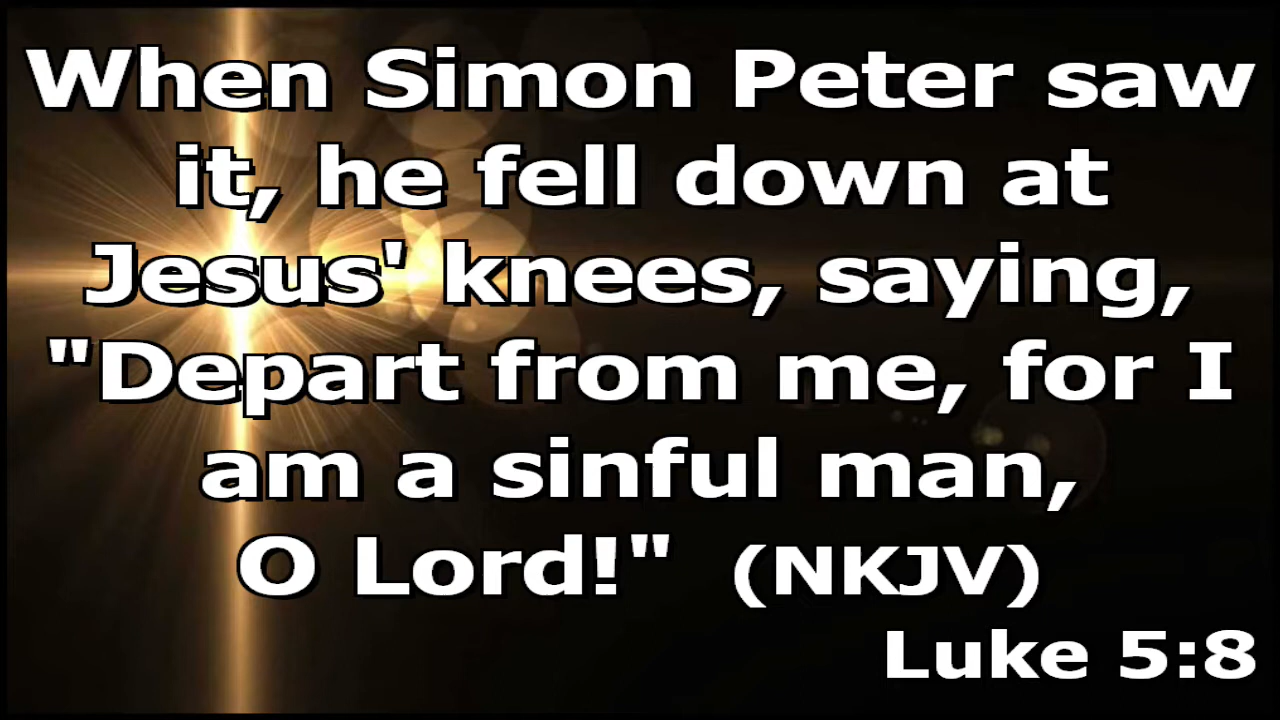 When Simon Peter saw
it, he fell down at
Jesus' knees, saying,
"Depart from me, for I
am a sinful man,
O Lord!" (NKJV)
Luke 5:8